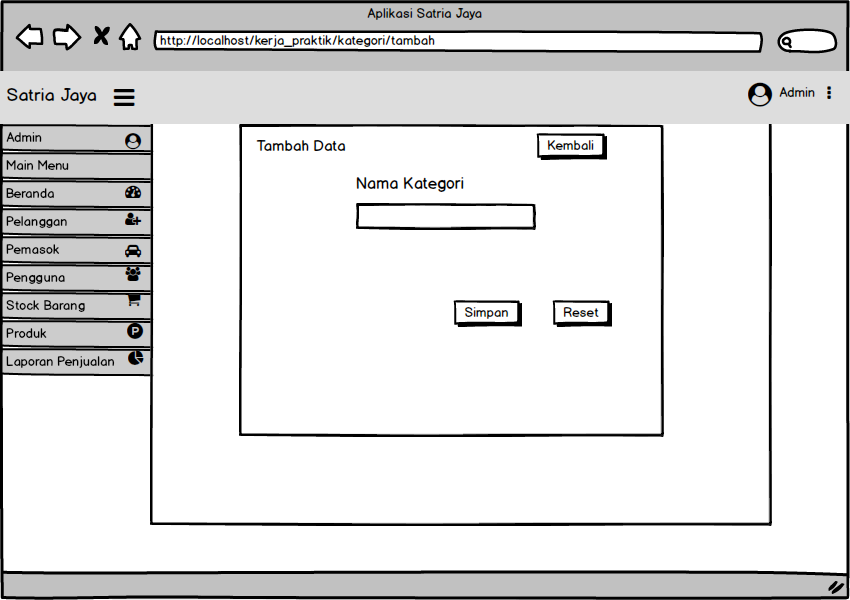 Aplikasi Satria Jaya
http://localhost/kerja_praktik/kategori/tambah
Satria Jaya
Admin
Admin
Main Menu
Beranda
Pelanggan
Pemasok
Pengguna
Stock Barang
Produk
P
Laporan Penjualan
Tambah Data
Kembali
Nama Kategori
Simpan
Reset